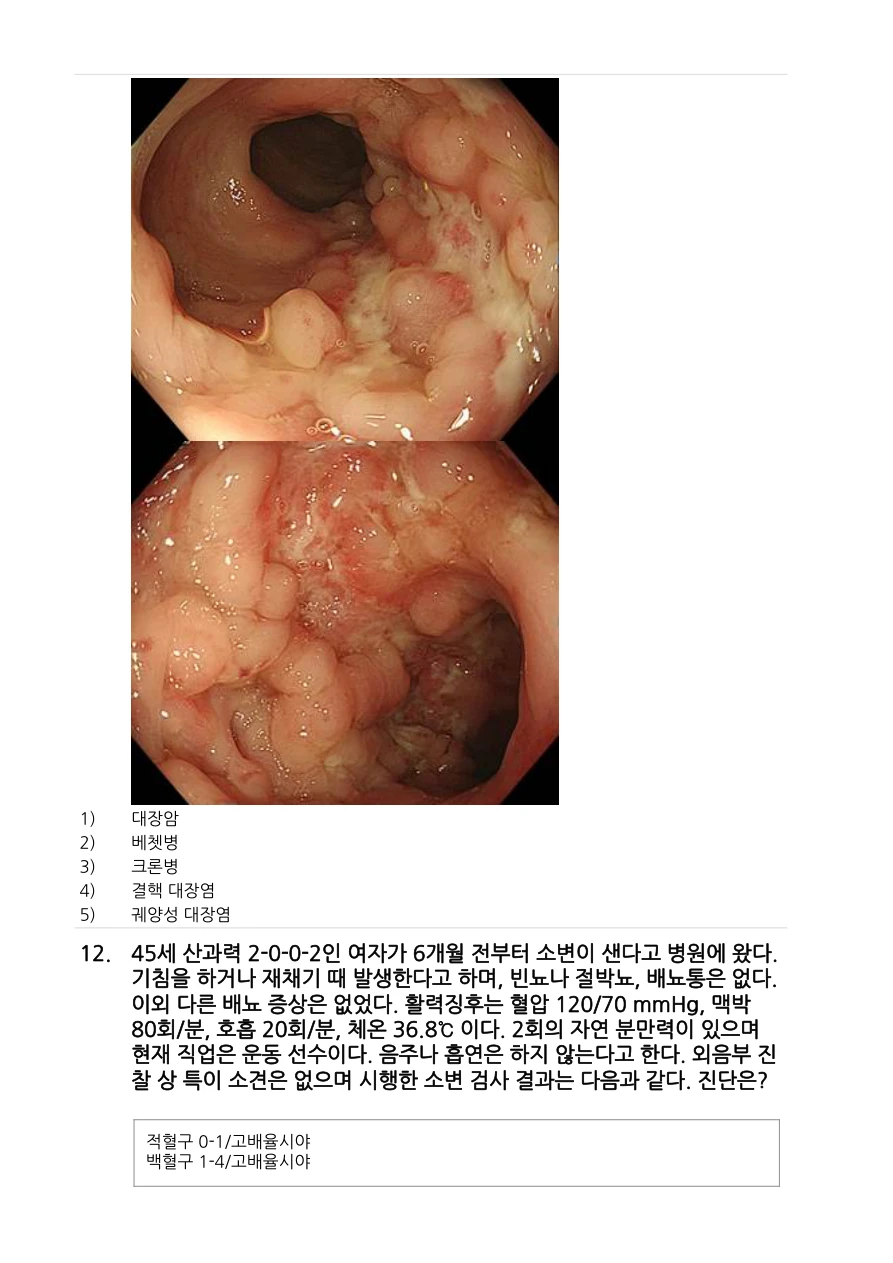 1) 대장암
2) 베쳇병
3) 크론병
4) 결핵 대장염
5) 궤양성 대장염
12. 45세 산과력 2-0-0-2인 여자가 6개월 전부터 소변이 샌다고 병원에 왔다.
기침을 하거나 재채기 때 발생한다고 하며, 빈뇨나 절박뇨, 배뇨통은 없다.
이외 다른 배뇨 증상은 없었다. 활력징후는 혈압 120/70 mmHg, 맥박
80회/분, 호흡 20회/분, 체온 36.8℃ 이다. 2회의 자연 분만력이 있으며
현재 직업은 운동 선수이다. 음주나 흡연은 하지 않는다고 한다. 외음부 진
찰 상 특이 소견은 없으며 시행한 소변 검사 결과는 다음과 같다. 진단은?
적혈구 0-1/고배율시야
백혈구 1-4/고배율시야